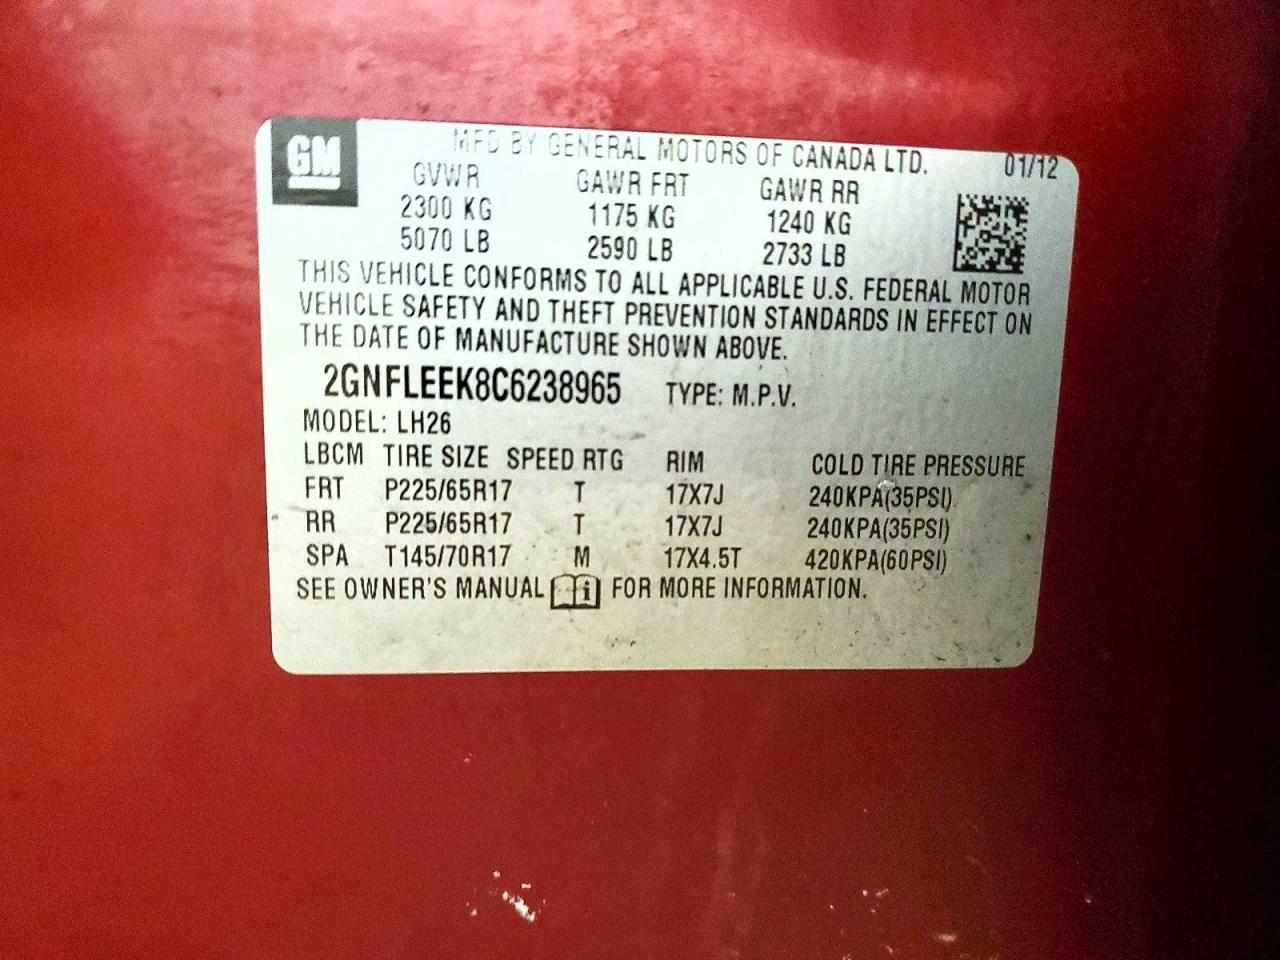 GM MFD BY GENERAL MOTORS OF CANADA LTD. 01/12
GVWR GAWR FRT GAWR RR
2300 KG 1175 KG 1240 KG
5070 LB 2590 LB 2733 LB
THIS VEHICLE CONFORMS TO ALL APPLICABLE U.S. FEDERAL MOTOR
VEHICLE SAFETY AND THEFT PREVENTION STANDARDS IN EFFECT ON
THE DATE OF MANUFACTURE SHOWN ABOVE.
2GNFLEEK8C6238965 TYPE: M.P.V.
MODEL: LH26
LBCM TIRE SIZE SPEED RTG RIM COLD TIRE PRESSURE
FRT P225/65R17 T 17X7J 240KPA(35PSI)
RR P225/65R17 T 17X7J 240KPA(35PSI)
SPA T145/70R17 M 17X4.5T 420KPA(60PSI)
SEE OWNER'S MANUAL i FOR MORE INFORMATION.